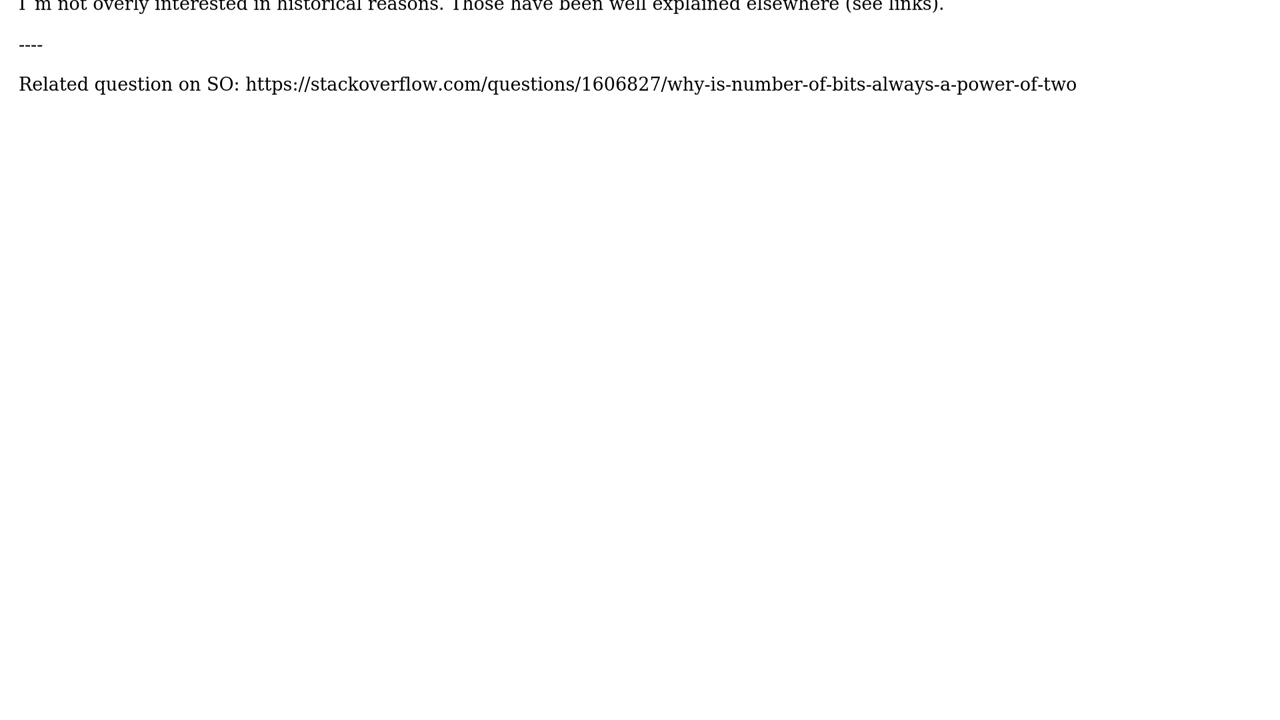 I´m not overly interested in historical reasons. Those have been well explained elsewhere (see links).
----
Related question on SO: https://stackoverflow.com/questions/1606827/why-is-number-of-bits-always-a-power-of-two